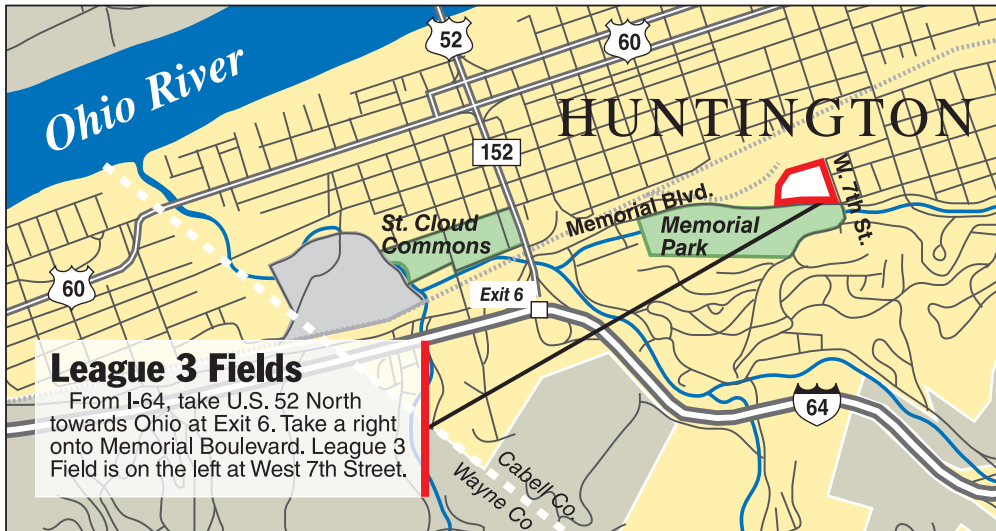 52
60
Ohio River
HUNTINGTON
152
W. 7th St.
Memorial Blvd.
St. Cloud
Commons
Memorial
Park
60
Exit 6
League 3 Fields
From I-64, take U.S. 52 North
towards Ohio at Exit 6. Take a right
onto Memorial Boulevard. League 3
Field is on the left at West 7th Street.
64
Cabell Co.
Wayne Co